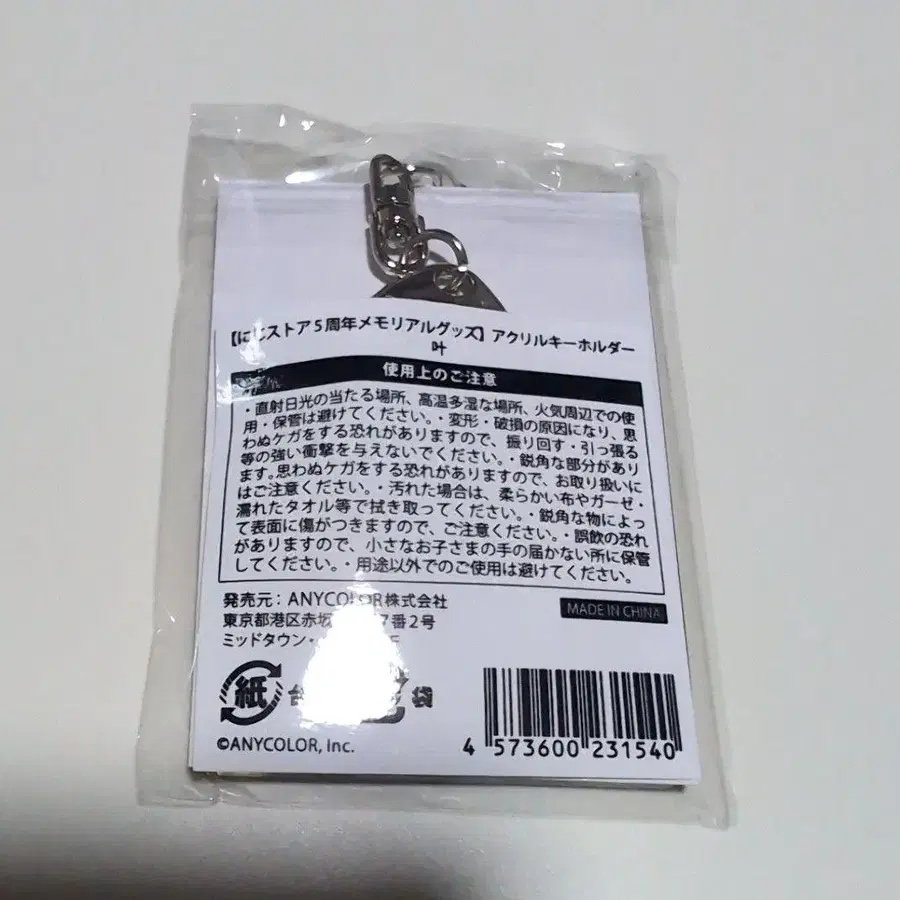 【にじストア5周年メモリアルグッズ】アクリルキーホルダー
叶
使用上のご注意
・直射日光の当たる場所、高温多湿な場所、火気周辺での使
用・保管は避けてください。・変形・破損の原因になり、思
わぬケガをする恐れがありますので、振り回す・引っ張る
等の強い衝撃を与えないでください。・鋭角な部分があり
ます。思わぬケガをする恐れがありますので、お取り扱いに
はご注意ください。・汚れた場合は、柔らかい布やガーゼ・
濡れたタオル等で拭き取ってください。・鋭角な物によっ
て表面に傷がつきますので、ご注意ください。・誤飲の恐れ
がありますので、小さなお子さまの手の届かない所に保管
してください。・用途以外でのご使用は避けてください。
発売元：ANYCOLOR株式会社
MADE IN CHINA
東京都港区赤坂 7番2号
ミッドタウン・
紙 台 袋
©ANYCOLOR, Inc.
4 573600 231540